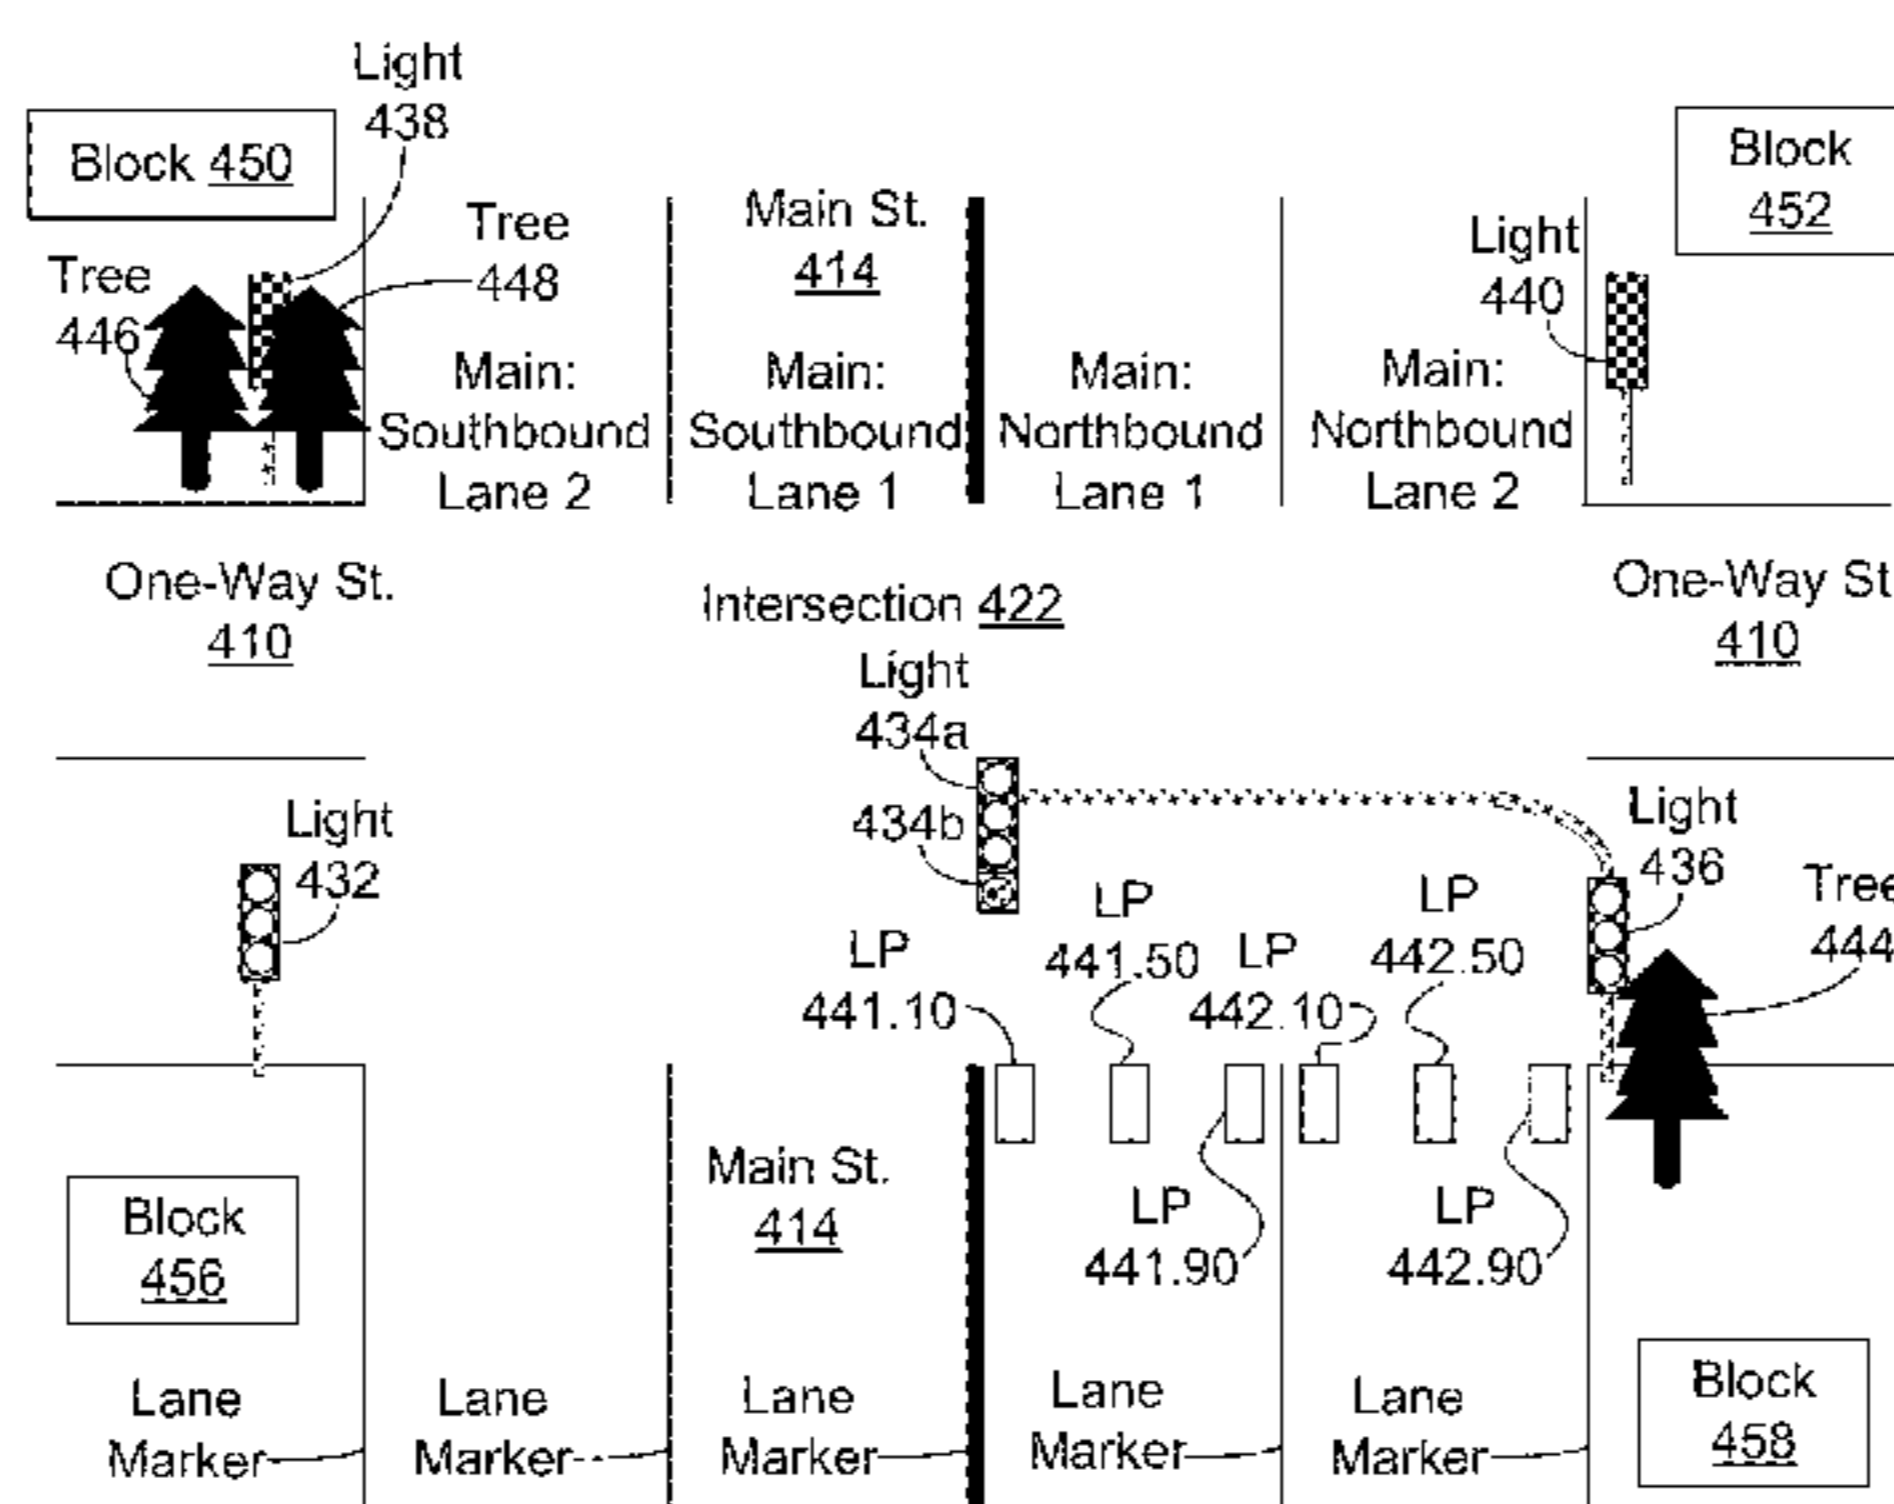 Light
438
Block 450
Block
452
Tree
446
Tree
448
Main St.
414
Light
440
Main:
Southbound
Lane 2
Main:
Southbound
Lane 1
Main:
Northbound
Lane 1
Main:
Northbound
Lane 2
One-Way St.
410
Intersection 422
One-Way St
410
Light
434a
434b
Light
432
Light
436
Tree
444
LP
441.10
LP
441.50
LP
442.10
LP
442.50
LP
441.90
LP
442.90
Main St.
414
Block
456
Block
458
Lane
Marker
Lane
Marker
Lane
Marker
Lane
Marker
Lane
Marker